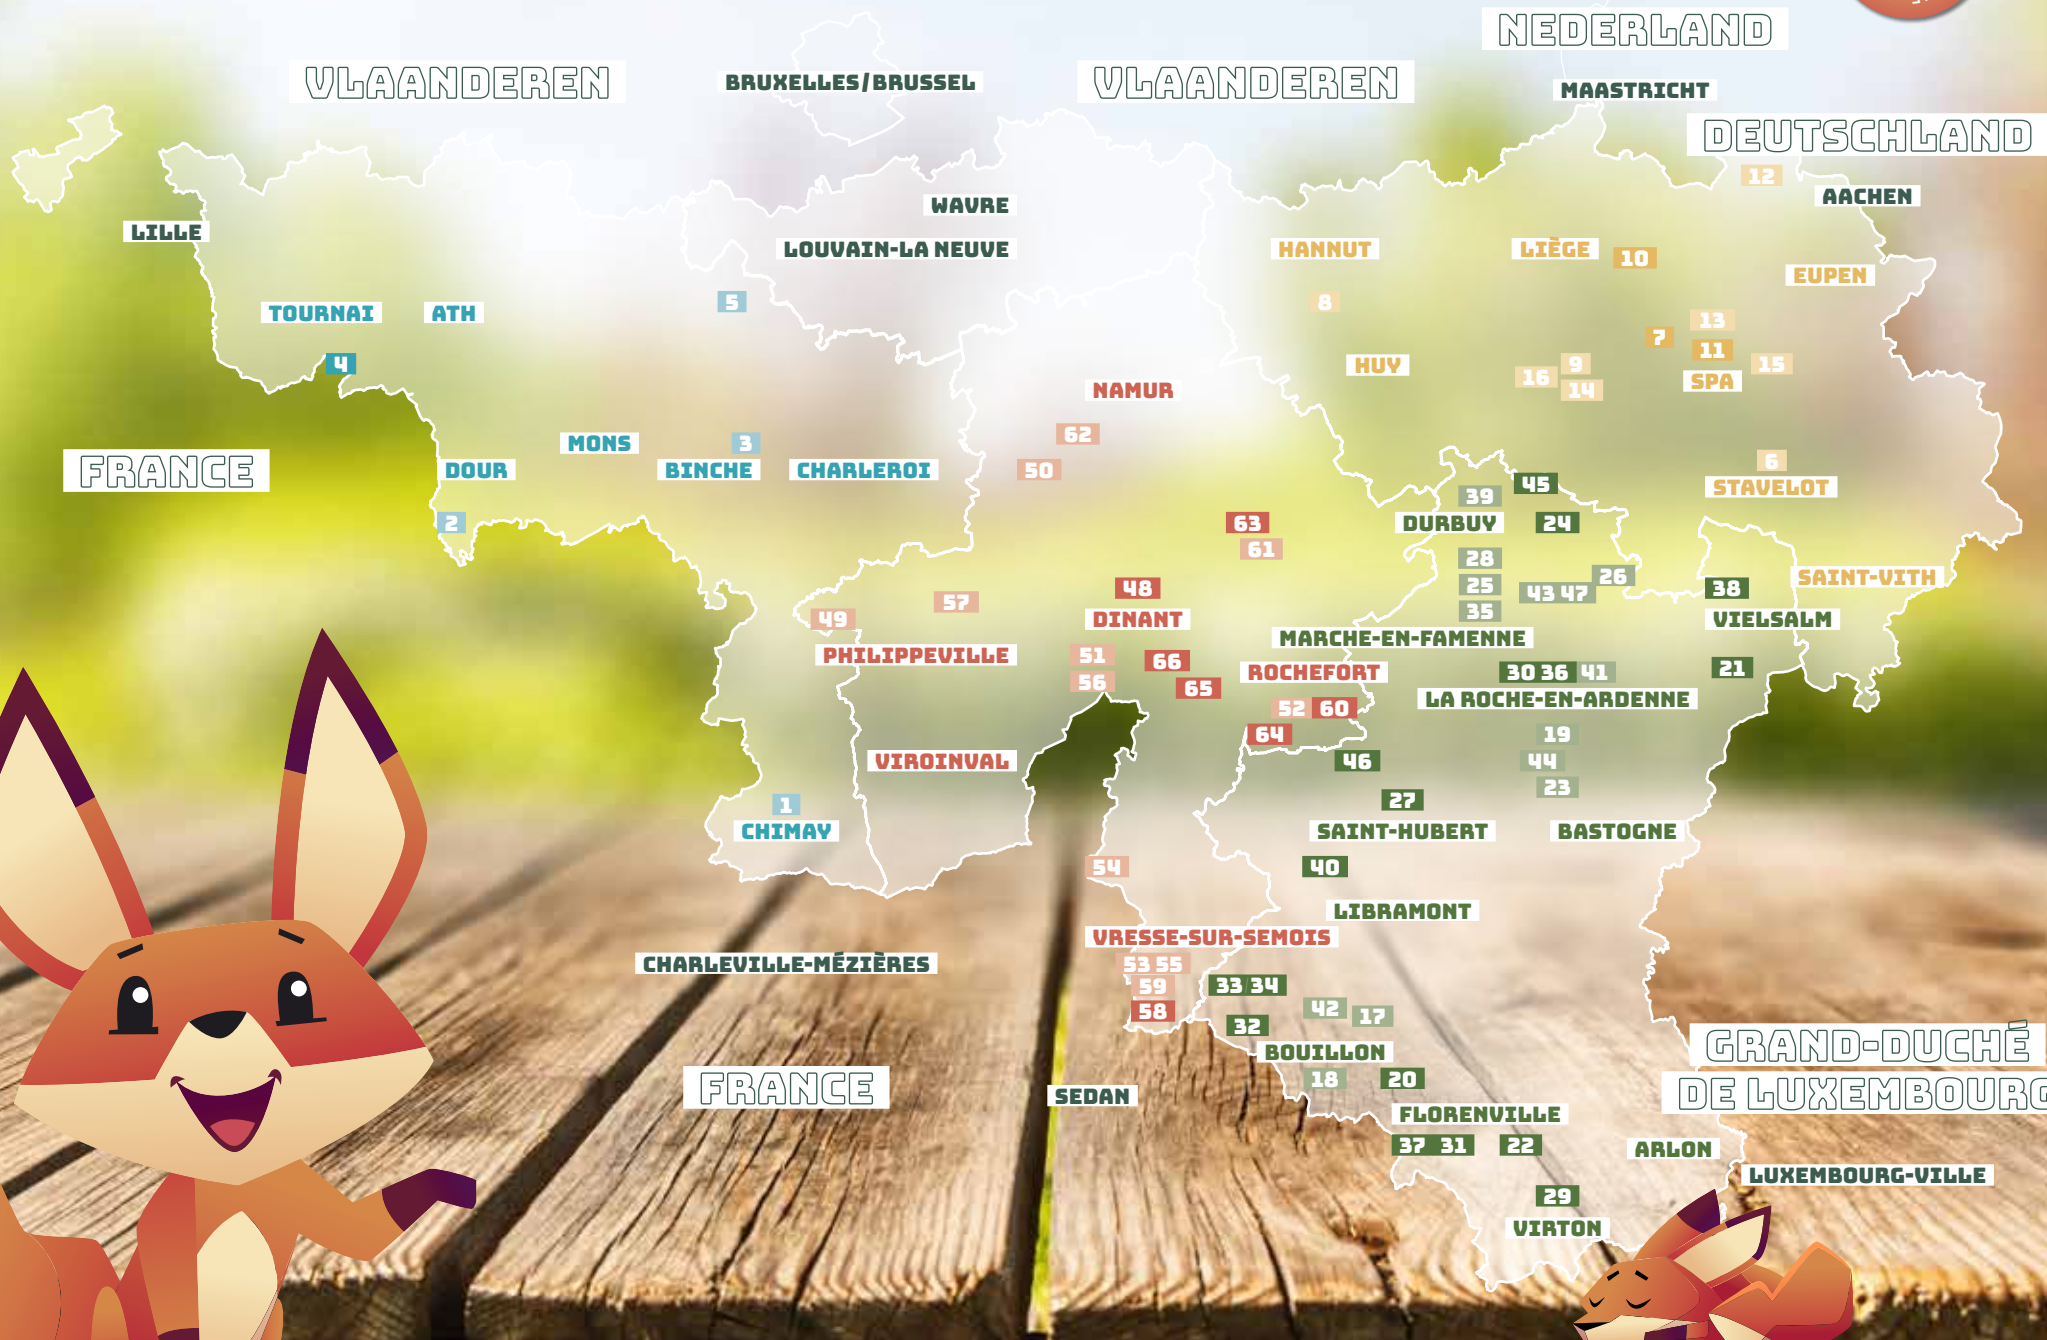 NEDERLAND
VLAANDEREN
BRUXELLES/BRUSSEL
VLAANDEREN
MAASTRICHT
DEUTSCHLAND
12
AACHEN
WAVRE
LILLE
LOUVAIN-LA NEUVE
HANNUT
LIÈGE
10
EUPEN
5
8
TOURNAI
ATH
13
7
11
4
HUY
9
15
16
14
SPA
NAMUR
62
MONS
3
FRANCE
DOUR
BINCHE
CHARLEROI
50
6
STAVELOT
45
39
2
63
DURBUY
24
61
28
26
SAINT-VITH
48
25
43 47
38
57
49
DINANT
35
VIELSALM
MARCHE-EN-FAMENNE
PHILIPPEVILLE
51
66
ROCHEFORT
30 36 41
21
56
65
LA ROCHE-EN-ARDENNE
52 60
64
19
VIROINVAL
46
44
23
1
27
CHIMAY
SAINT-HUBERT
BASTOGNE
54
40
LIBRAMONT
VRESSE-SUR-SEMOIS
CHARLEVILLE-MÉZIÈRES
53 55
59
33 34
58
42
17
32
GRAND-DUCHÉ
BOUILLON
18
20
FRANCE
SEDAN
DE LUXEMBOURG
FLORENVILLE
37 31
22
ARLON
LUXEMBOURG-VILLE
29
VIRTON